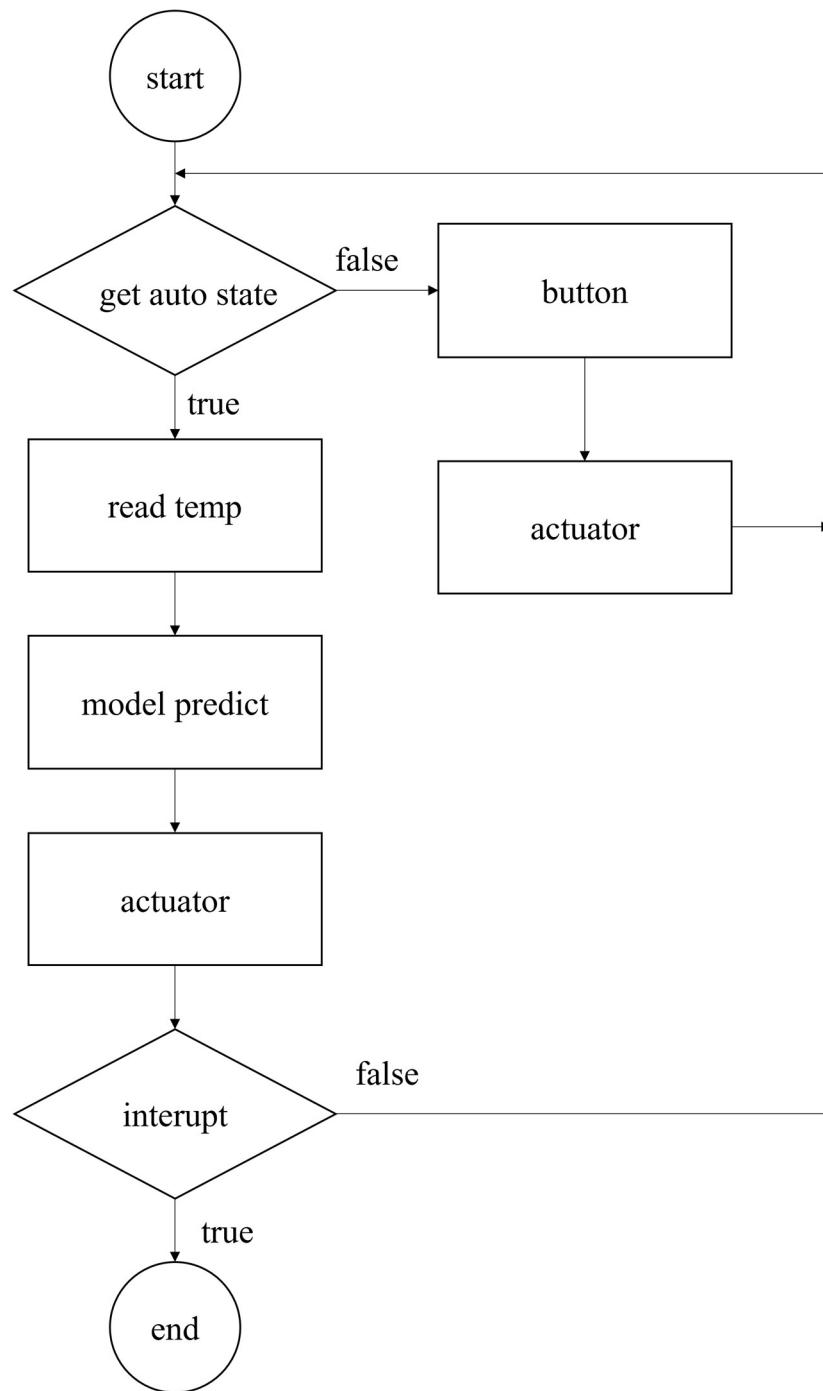 start
get auto state
false
button
true
read temp
actuator
model predict
actuator
interupt
false
true
end